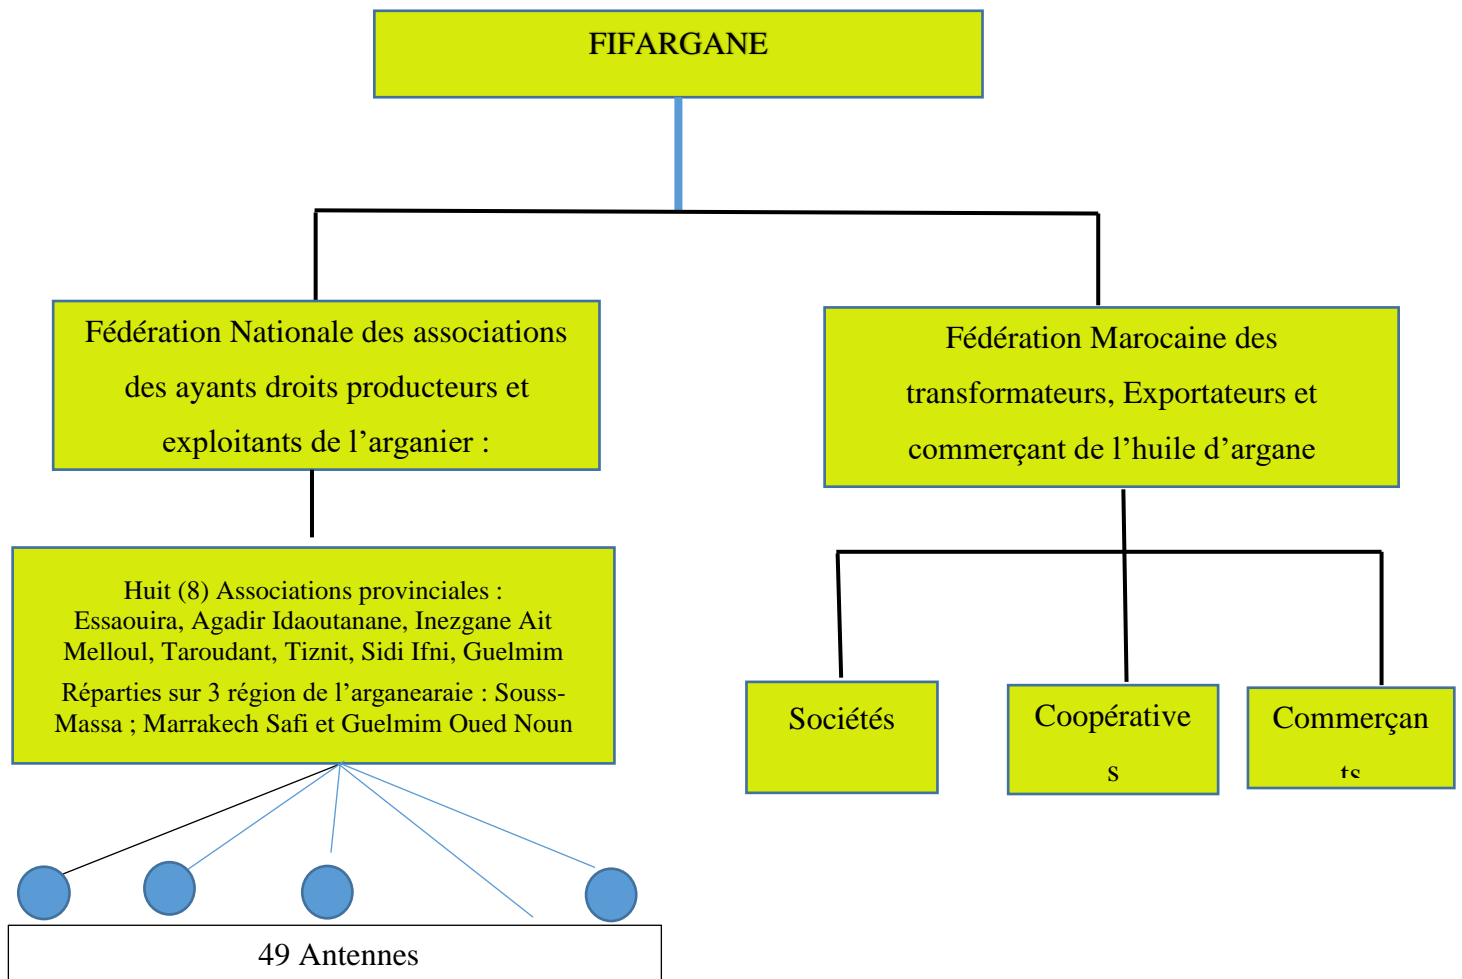 FIFARGANE
Fédération Nationale des associations
des ayants droits producteurs et
exploitants de l’arganier :
Fédération Marocaine des
transformateurs, Exportateurs et
commerçant de l’huile d’argane
Huit (8) Associations provinciales :
Essaouira, Agadir Idaoutanane, Inezgane Ait
Melloul, Taroudant, Tiznit, Sidi Ifni, Guelmim
Réparties sur 3 région de l’arganearaie : Souss-
Massa ; Marrakech Safi et Guelmim Oued Noun
Sociétés
Coopérative
s
Commerçan
ts
49 Antennes